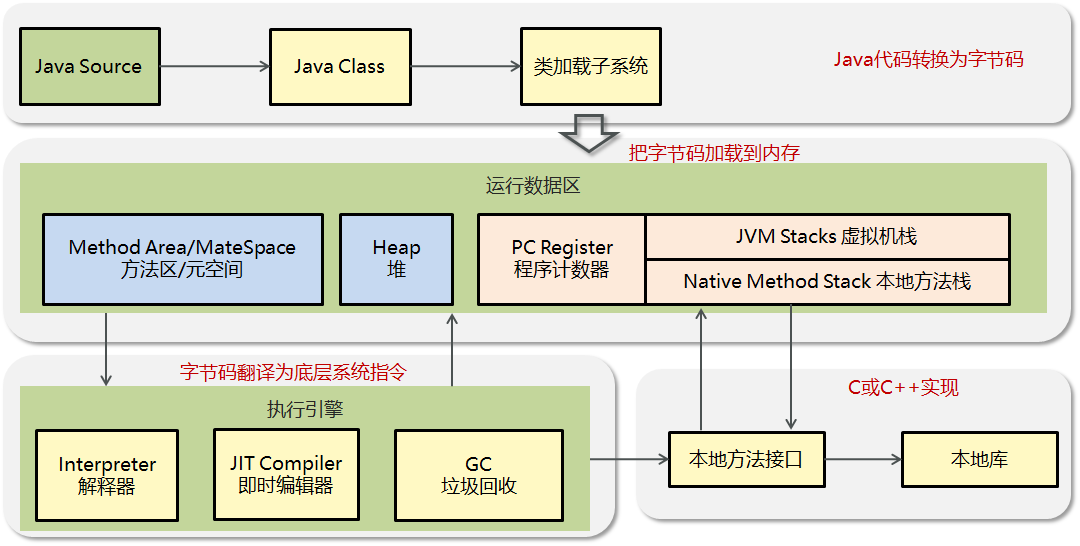 Java Source
Java Class
类加载子系统
Java代码转换为字节码
把字节码加载到内存
运行数据区
Method Area/MateSpace
方法区/元空间
Heap
堆
PC Register
程序计数器
JVM Stacks 虚拟机栈
Native Method Stack 本地方法栈
字节码翻译为底层系统指令
执行引擎
Interpreter
解释器
JIT Compiler
即时编辑器
GC
垃圾回收
C或C++实现
本地方法接口
本地库